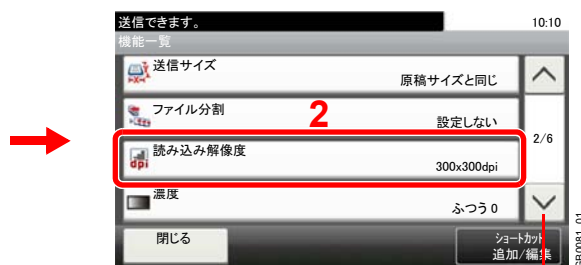 送信できます。 10:10
機能一覧
送信サイズ
原稿サイズと同じ
ファイル分割
2
設定しない
2/6
読み込み解像度
dpi
300x300dpi
濃度
ふつう 0
閉じる
ショートカット
追加/編集